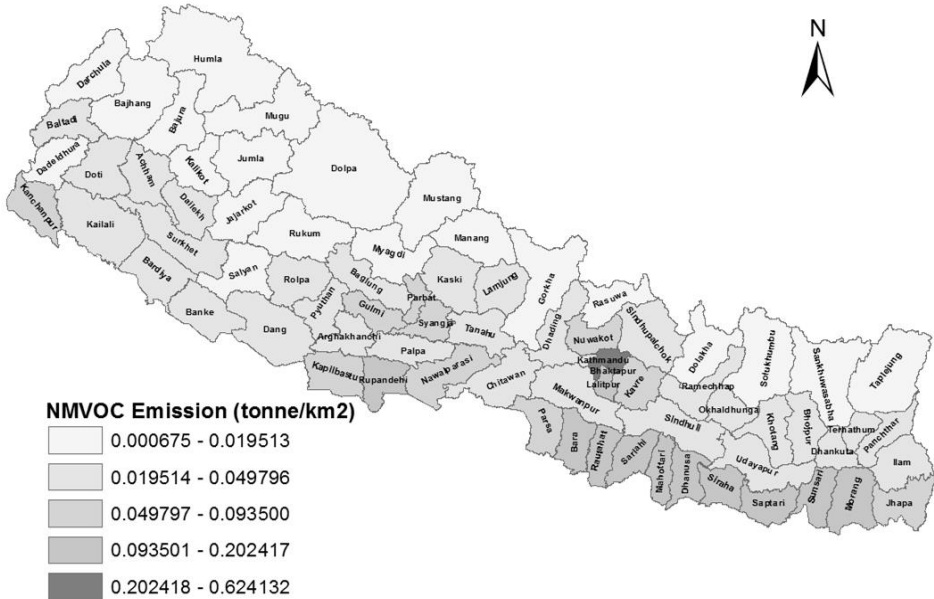 N
Darchula
Humla
Bajhang
Bajura
Mugu
Baitadi
Dadeldhura
Doti
Achham
Kalikot
Jumla
Dolpa
Mustang
Kanchanpur
Kailali
Dailekh
Jajarkot
Rukum
Surkhet
Bardiya
Salyan
Rolpa
Myagdi
Manang
Baglung
Parbat
Kaski
Lamjung
Gorkha
Banke
Dang
Pyuthan
Gulmi
Syangja
Tanahu
Dhading
Rasuwa
Nuwakot
Sindhupalchok
Arghakhanchi
Palpa
Kapilbastu
Rupandehi
Nawalparasi
Chitawan
Kathmandu
Bhaktapur
Lalitpur
Kavre
Dolakha
Ramechhap
Solukhumbu
Sankhuwasabha
Taplejung
Makwanpur
Sindhuli
Okhaldhunga
Khotang
Bhojpur
Terhathum
Panchthar
Dhankuta
Ilam
Udayapur
Parsa
Bara
Rautahat
Sarlahi
Mahottari
Dhanusa
Siraha
Saptari
Sunsari
Morang
Jhapa
NMVOC Emission (tonne/km2)
0.000675 - 0.019513
0.019514 - 0.049796
0.049797 - 0.093500
0.093501 - 0.202417
0.202418 - 0.624132